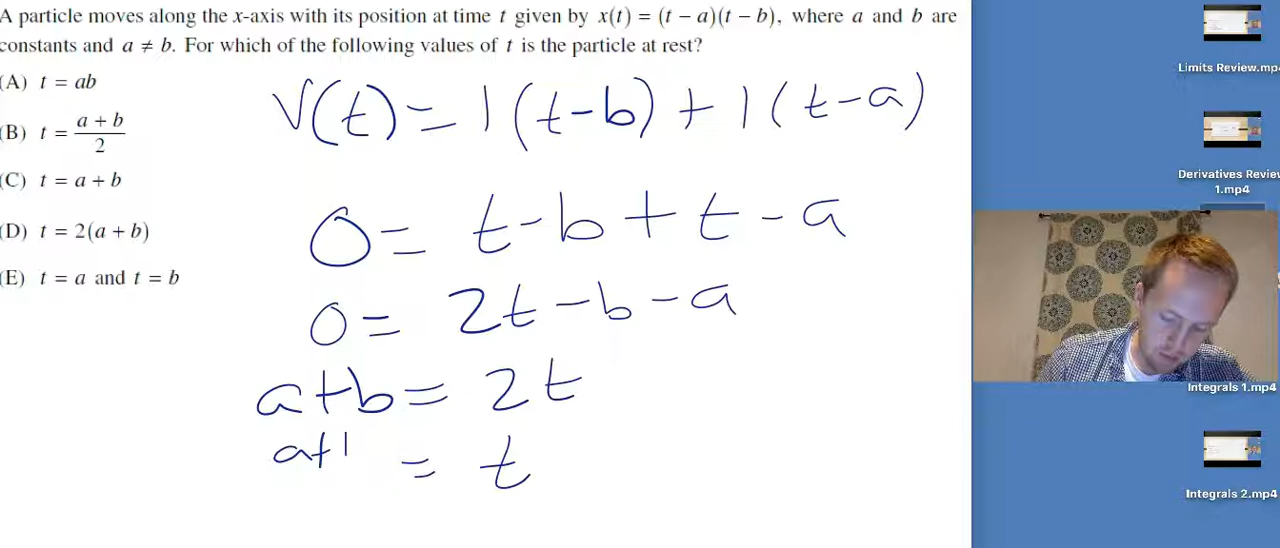 A particle moves along the x-axis with its position at time t given by x(t) = (t − a)(t − b), where a and b are
constants and a ≠ b. For which of the following values of t is the particle at rest?
(A) t = ab
(B) t = \frac{a + b}{2}
(C) t = a + b
(D) t = 2(a + b)
(E) t = a and t = b
V(t) = 1(t-b) + 1(t-a)
0 = t - b + t - a
0 = 2t - b - a
a+b = 2t
a+l = t
Limits Review.mp4
Derivatives Review
1.mp4
Integrals 1.mp4
Integrals 2.mp4